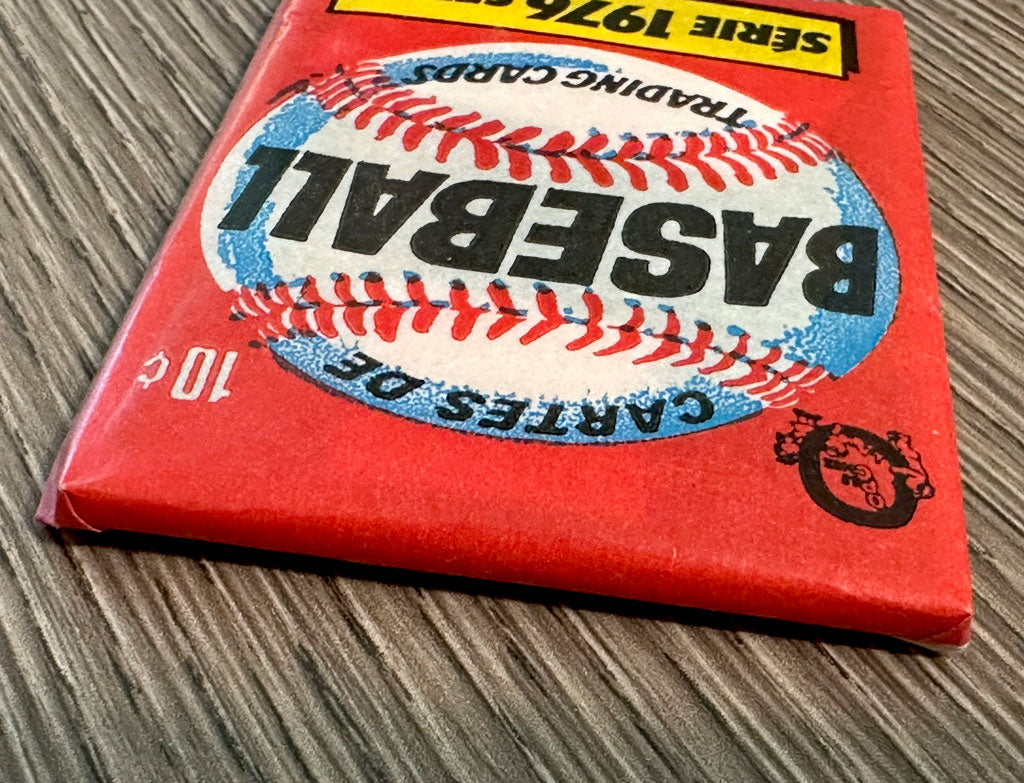 10¢
CARTES DE
BASEBALL
TRADING CARDS
SÉRIE 1976